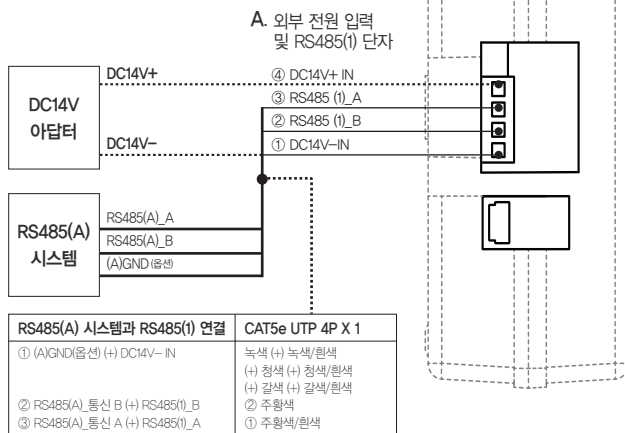 A. 외부 전원 입력
및 RS485(1) 단자
DC14V
아답터
DC14V+
DC14V–
④ DC14V+ IN
③ RS485 (1)_A
② RS485 (1)_B
① DC14V–IN
RS485(A)
시스템
RS485(A)_A
RS485(A)_B
(A)GND (옵션)
RS485(A) 시스템과 RS485(1) 연결
CAT5e UTP 4P X 1
① (A)GND(옵션) (+) DC14V– IN
녹색 (+) 녹색/흰색
(+) 청색 (+) 청색/흰색
(+) 갈색 (+) 갈색/흰색
② RS485(A)_통신 B (+) RS485(1)_B
② 주황색
③ RS485(A)_통신 A (+) RS485(1)_A
① 주황색/흰색